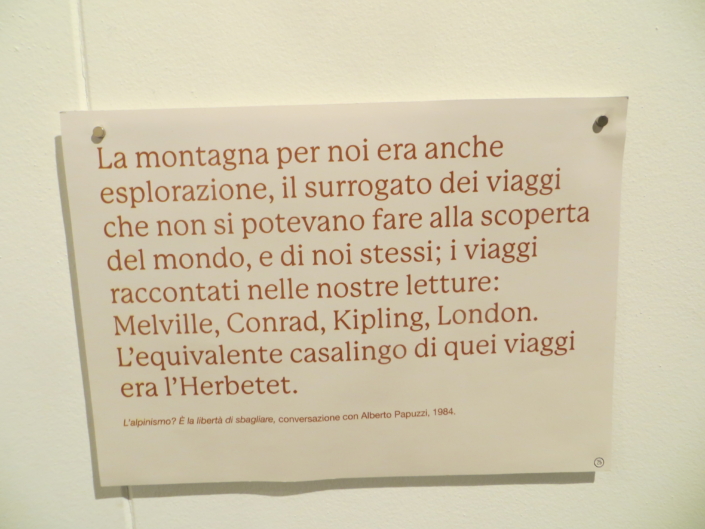 La montagna per noi era anche
esplorazione, il surrogato dei viaggi
che non si potevano fare alla scoperta
del mondo, e di noi stessi; i viaggi
raccontati nelle nostre letture:
Melville, Conrad, Kipling, London.
L'equivalente casalingo di quei viaggi
era l'Herbetet.
L'alpinismo? È la libertà di sbagliare, conversazione con Alberto Papuzzi, 1984.